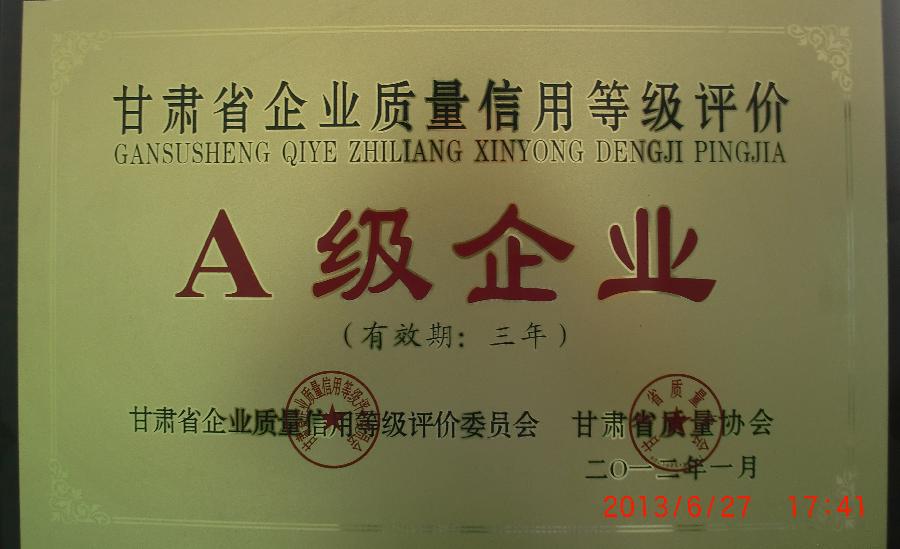 甘肃省企业质量信用等级评价
GANSUSHENG QIYE ZHILIANG XINYONG DENGJI PINGJIA
A级企业
（有效期：三年）
甘肃省企业质量信用等级评价委员会 甘肃省质量协会
二〇一二年一月
2013/6/27 17:41